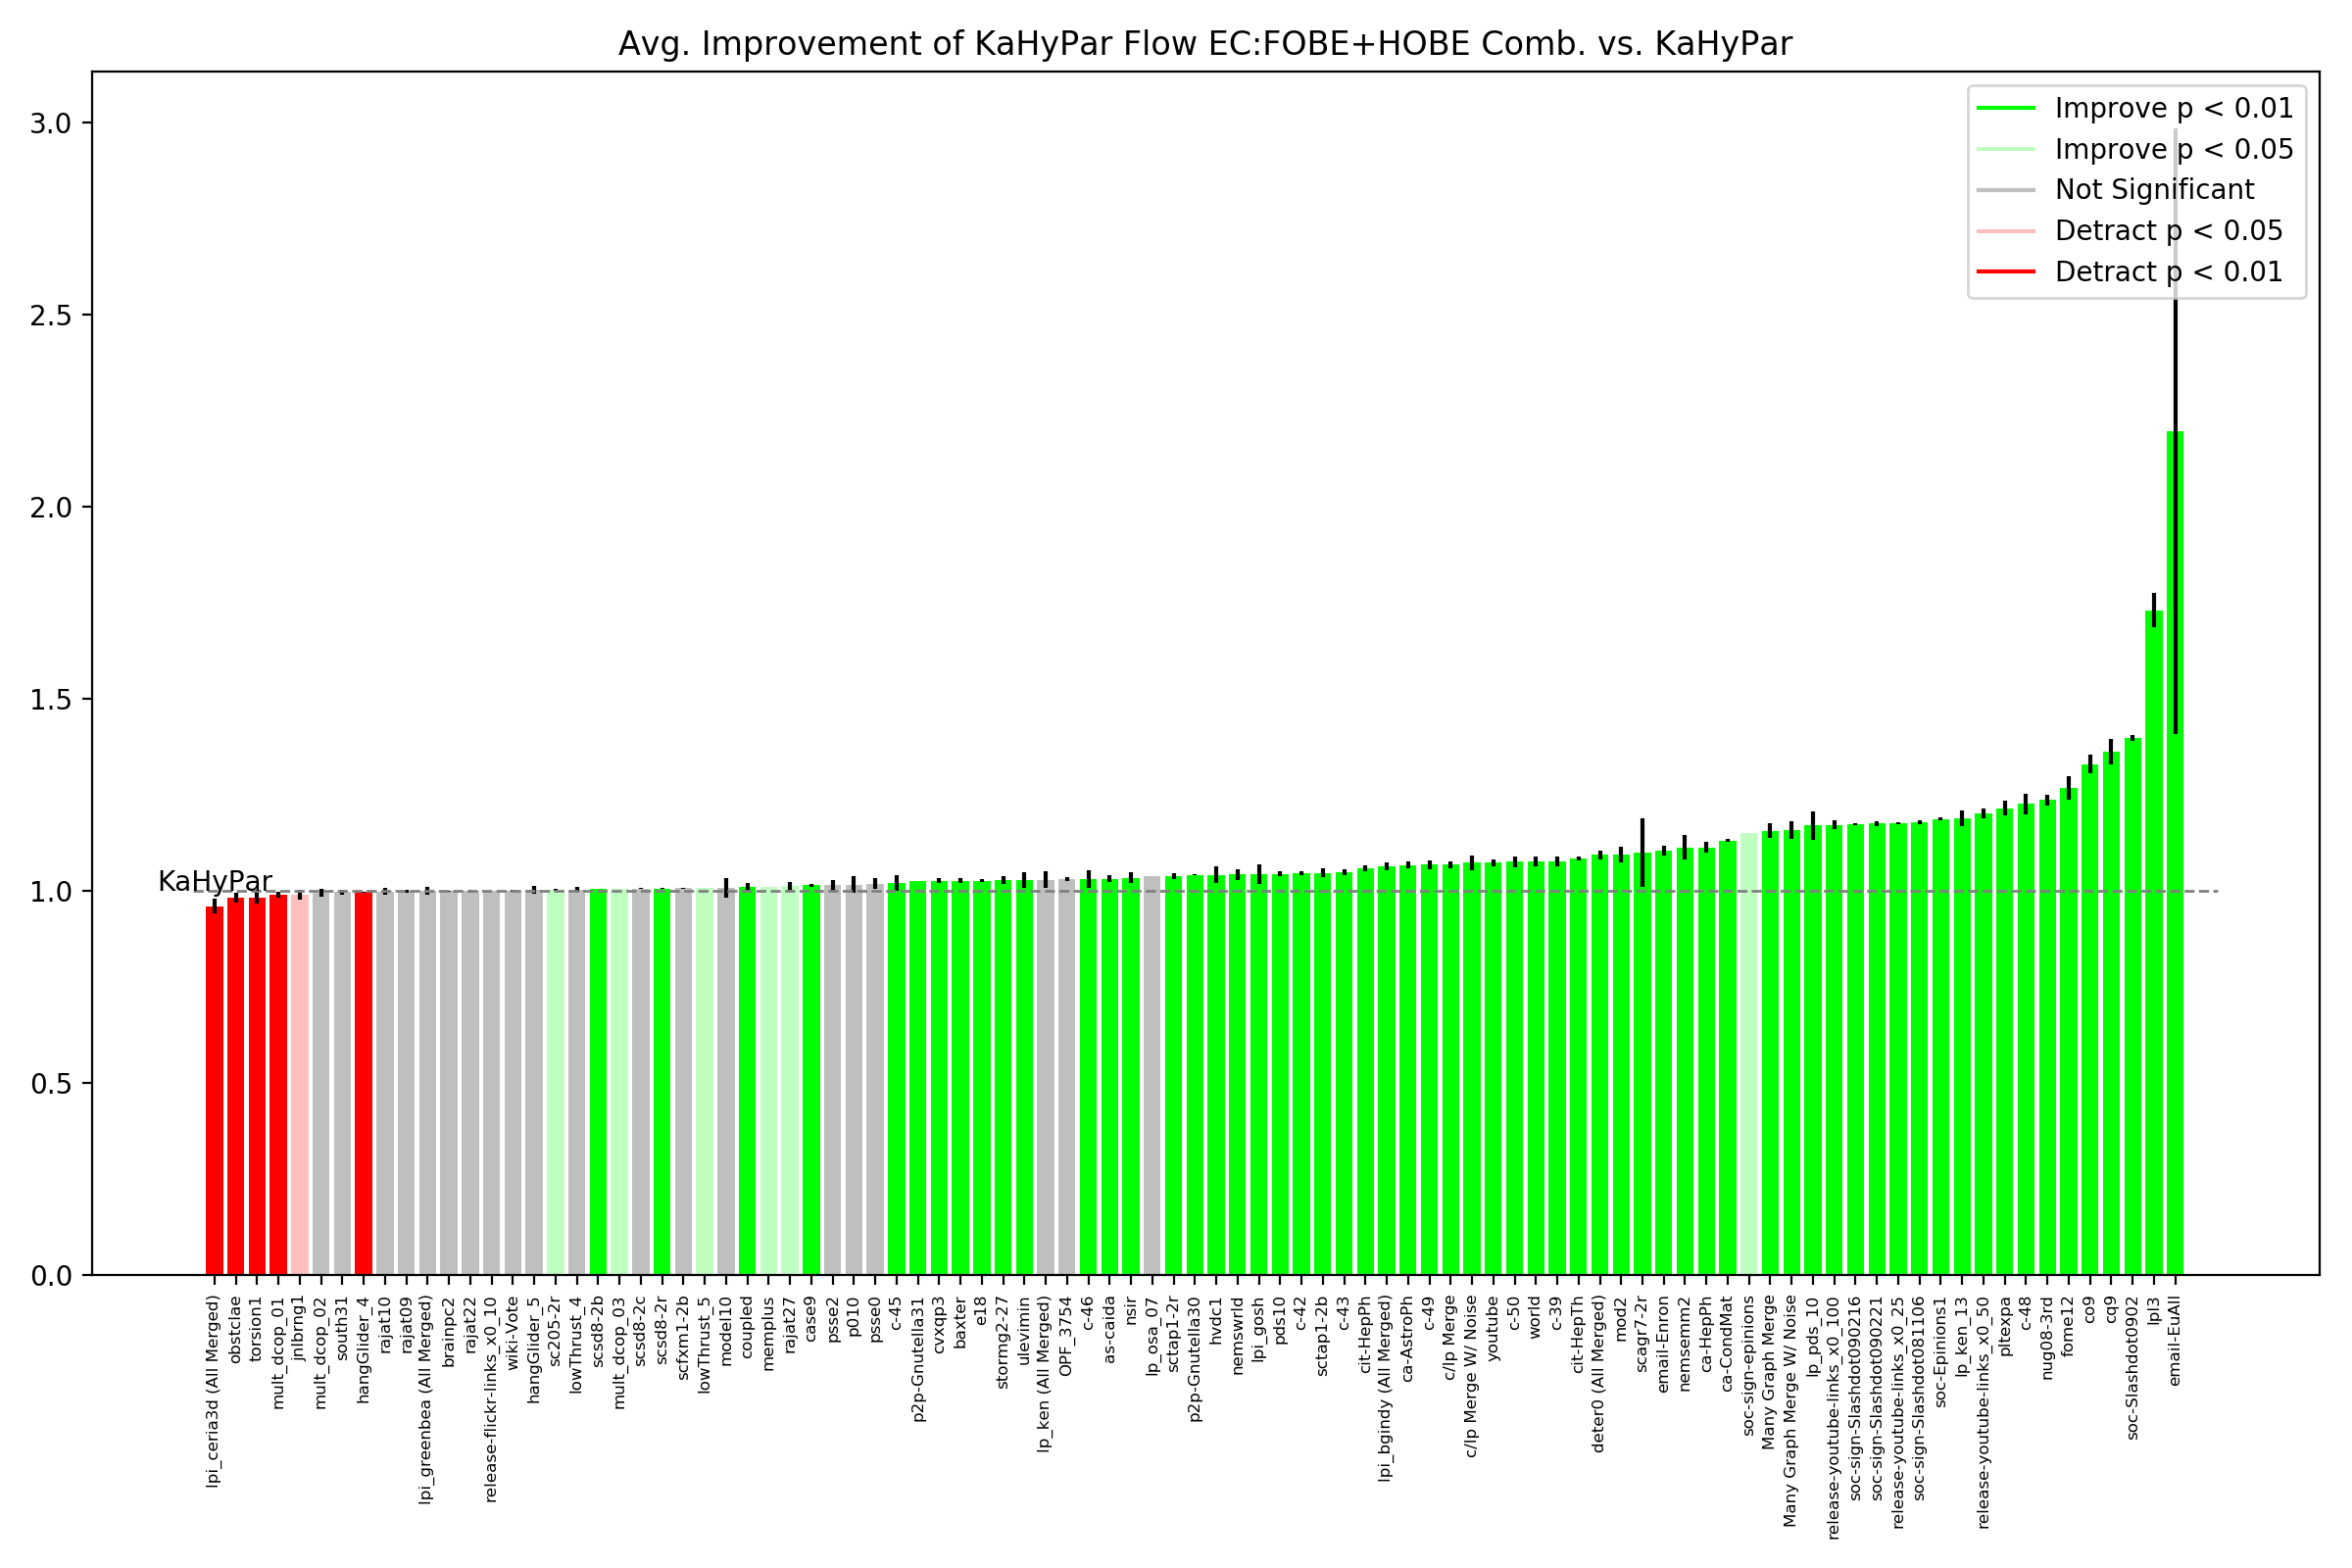 Avg. Improvement of KaHyPar Flow EC:FOBE+HOBE Comb. vs. KaHyPar
3.0
2.5
2.0
1.5
1.0
0.5
0.0
Improve p < 0.01
Improve p < 0.05
Not Significant
Detract p < 0.05
Detract p < 0.01
KaHyPar
lpi_ceria3d (All Merged)
obstclae
torsion1
mult_dcop_01
jnlbrng1
mult_dcop_02
south31
hangGlider_4
rajat10
rajat09
lpi_greenbea (All Merged)
brainpc2
rajat22
release-flickr-links_x0_10
wiki-Vote
hangGlider_5
sc205-2r
lowThrust_4
scsd8-2b
mult_dcop_03
scsd8-2c
scsd8-2r
scfxm1-2b
lowThrust_5
model10
coupled
memplus
rajat27
case9
psse2
p010
psse0
c-45
p2p-Gnutella31
cvxqp3
baxter
e18
stormg2-27
ulevimin
lp_ken (All Merged)
OPF_3754
c-46
as-caida
nsir
lp_osa_07
sctap1-2r
p2p-Gnutella30
hvdc1
nemswrld
lpi_gosh
pds10
c-42
sctap1-2b
c-43
cit-HepPh
lpi_bgindy (All Merged)
ca-AstroPh
c-49
c/lp Merge
c/lp Merge W/ Noise
youtube
c-50
world
c-39
cit-HepTh
deter0 (All Merged)
mod2
scagr7-2r
email-Enron
nemsemm2
ca-HepPh
ca-CondMat
soc-sign-epinions
Many Graph Merge
Many Graph Merge W/ Noise
lp_pds_10
release-youtube-links_x0_100
soc-sign-Slashdot090216
soc-sign-Slashdot090221
release-youtube-links_x0_25
soc-sign-Slashdot081106
soc-Epinions1
lp_ken_13
release-youtube-links_x0_50
pltexpa
c-48
nug08-3rd
fome12
co9
cq9
soc-Slashdot0902
lpl3
email-EuAll